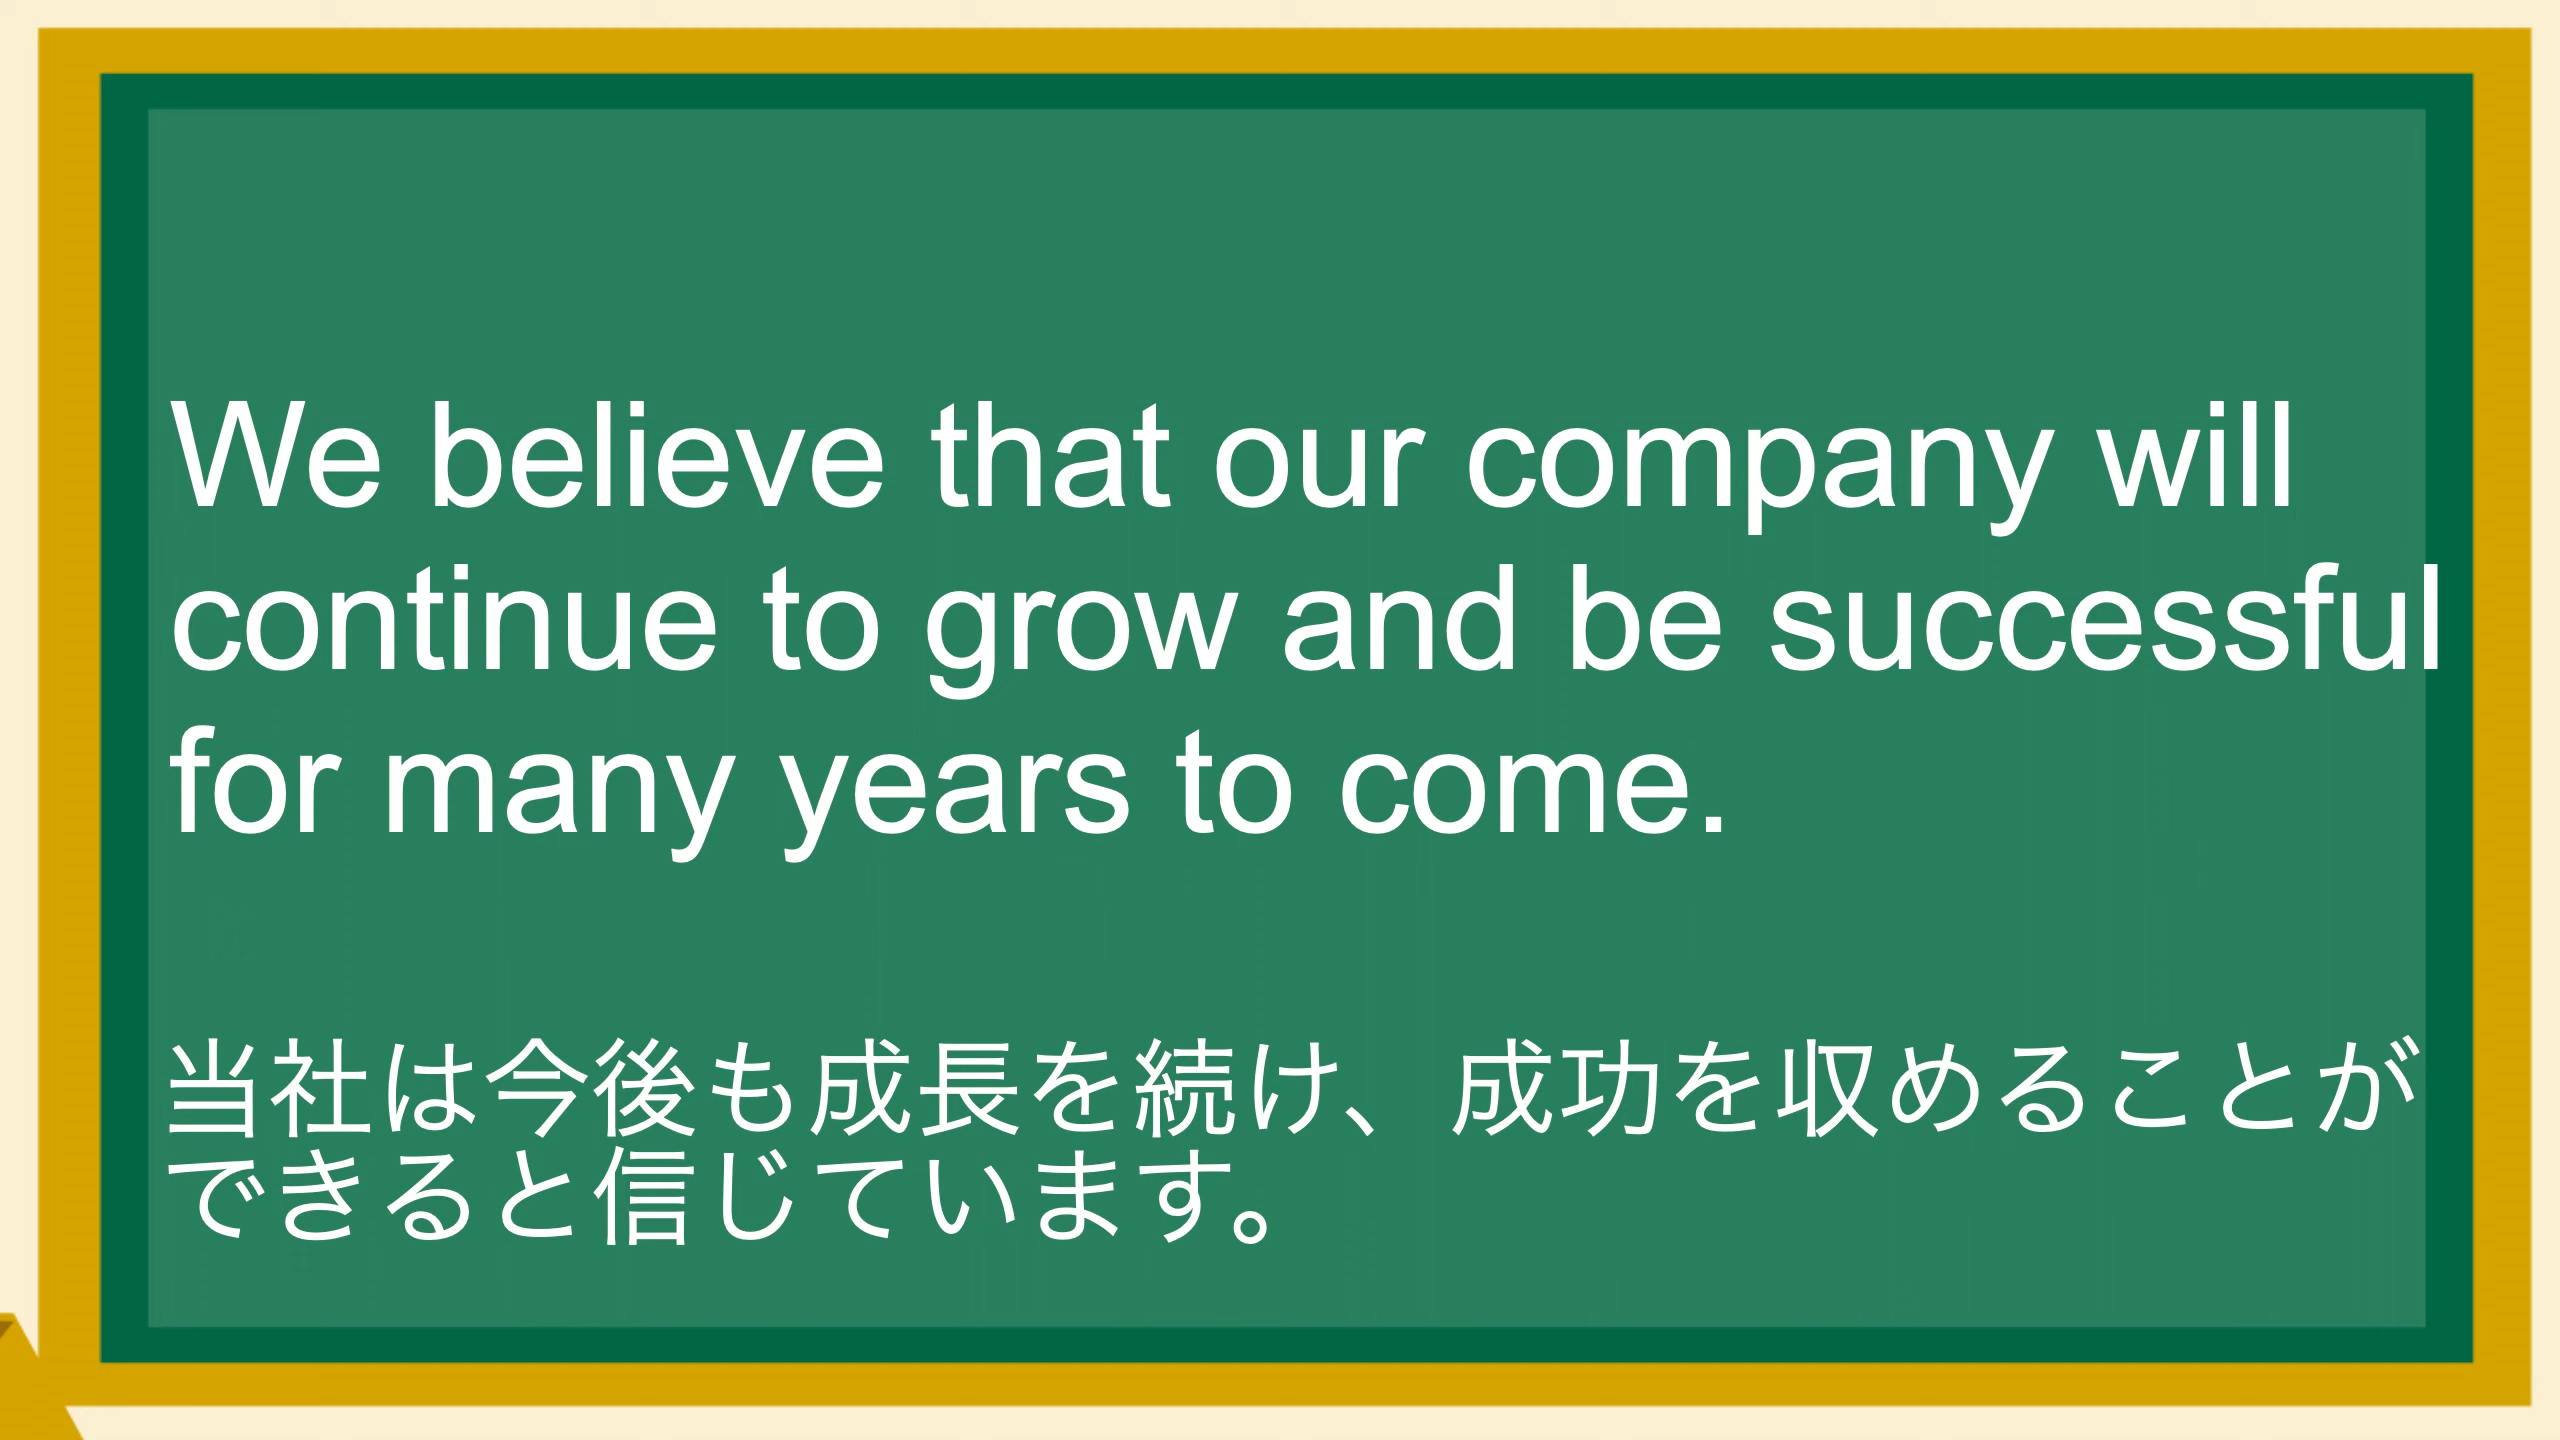 We believe that our company will
continue to grow and be successful
for many years to come.
当社は今後も成長を続け、成功を収めることが
できると信じています。